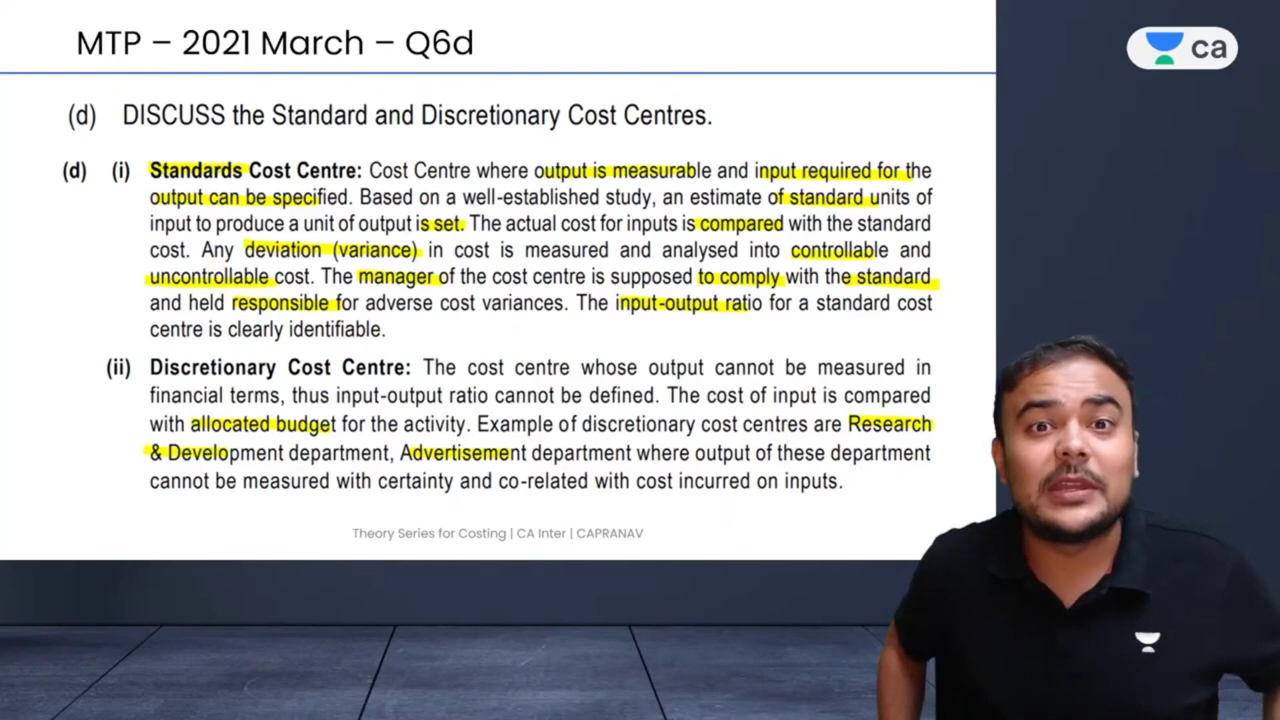 MTP – 2021 March – Q6d
ca
(d) DISCUSS the Standard and Discretionary Cost Centres.
(d) (i) Standards Cost Centre: Cost Centre where output is measurable and input required for the
output can be specified. Based on a well-established study, an estimate of standard units of
input to produce a unit of output is set. The actual cost for inputs is compared with the standard
cost. Any deviation (variance) in cost is measured and analysed into controllable and
uncontrollable cost. The manager of the cost centre is supposed to comply with the standard
and held responsible for adverse cost variances. The input-output ratio for a standard cost
centre is clearly identifiable.
(ii) Discretionary Cost Centre: The cost centre whose output cannot be measured in
financial terms, thus input-output ratio cannot be defined. The cost of input is compared
with allocated budget for the activity. Example of discretionary cost centres are Research
& Development department, Advertisement department where output of these department
cannot be measured with certainty and co-related with cost incurred on inputs.
Theory Series for Costing | CA Inter | CAPRANAV